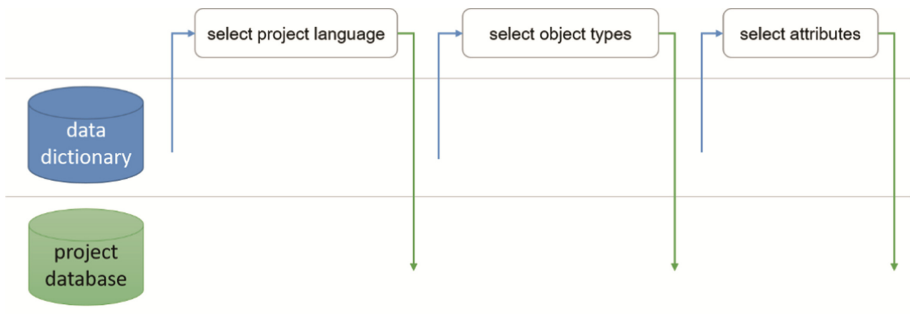 select project language
select object types
select attributes
data
dictionary
project
database